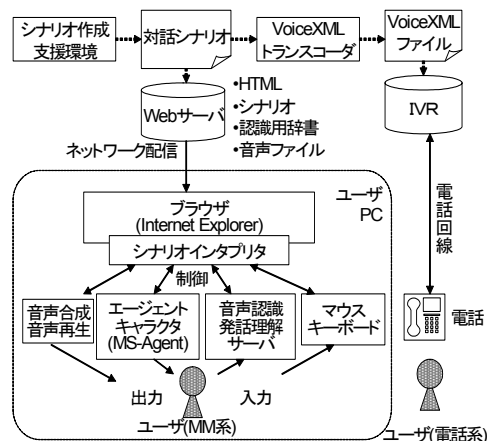 シナリオ作成
支援環境
対話シナリオ
VoiceXML
トランスコーダ
VoiceXML
ファイル
Webサーバ
•HTML
•シナリオ
•認識用辞書
•音声ファイル
IVR
ネットワーク配信
ブラウザ
(Internet Explorer)
ユーザ
PC
シナリオインタプリタ
制御
電話回線
音声合成
音声再生
エージェント
キャラクタ
(MS-Agent)
音声認識
発話理解
サーバ
マウス
キーボード
電話
出力
入力
ユーザ(MM系)
ユーザ(電話系)